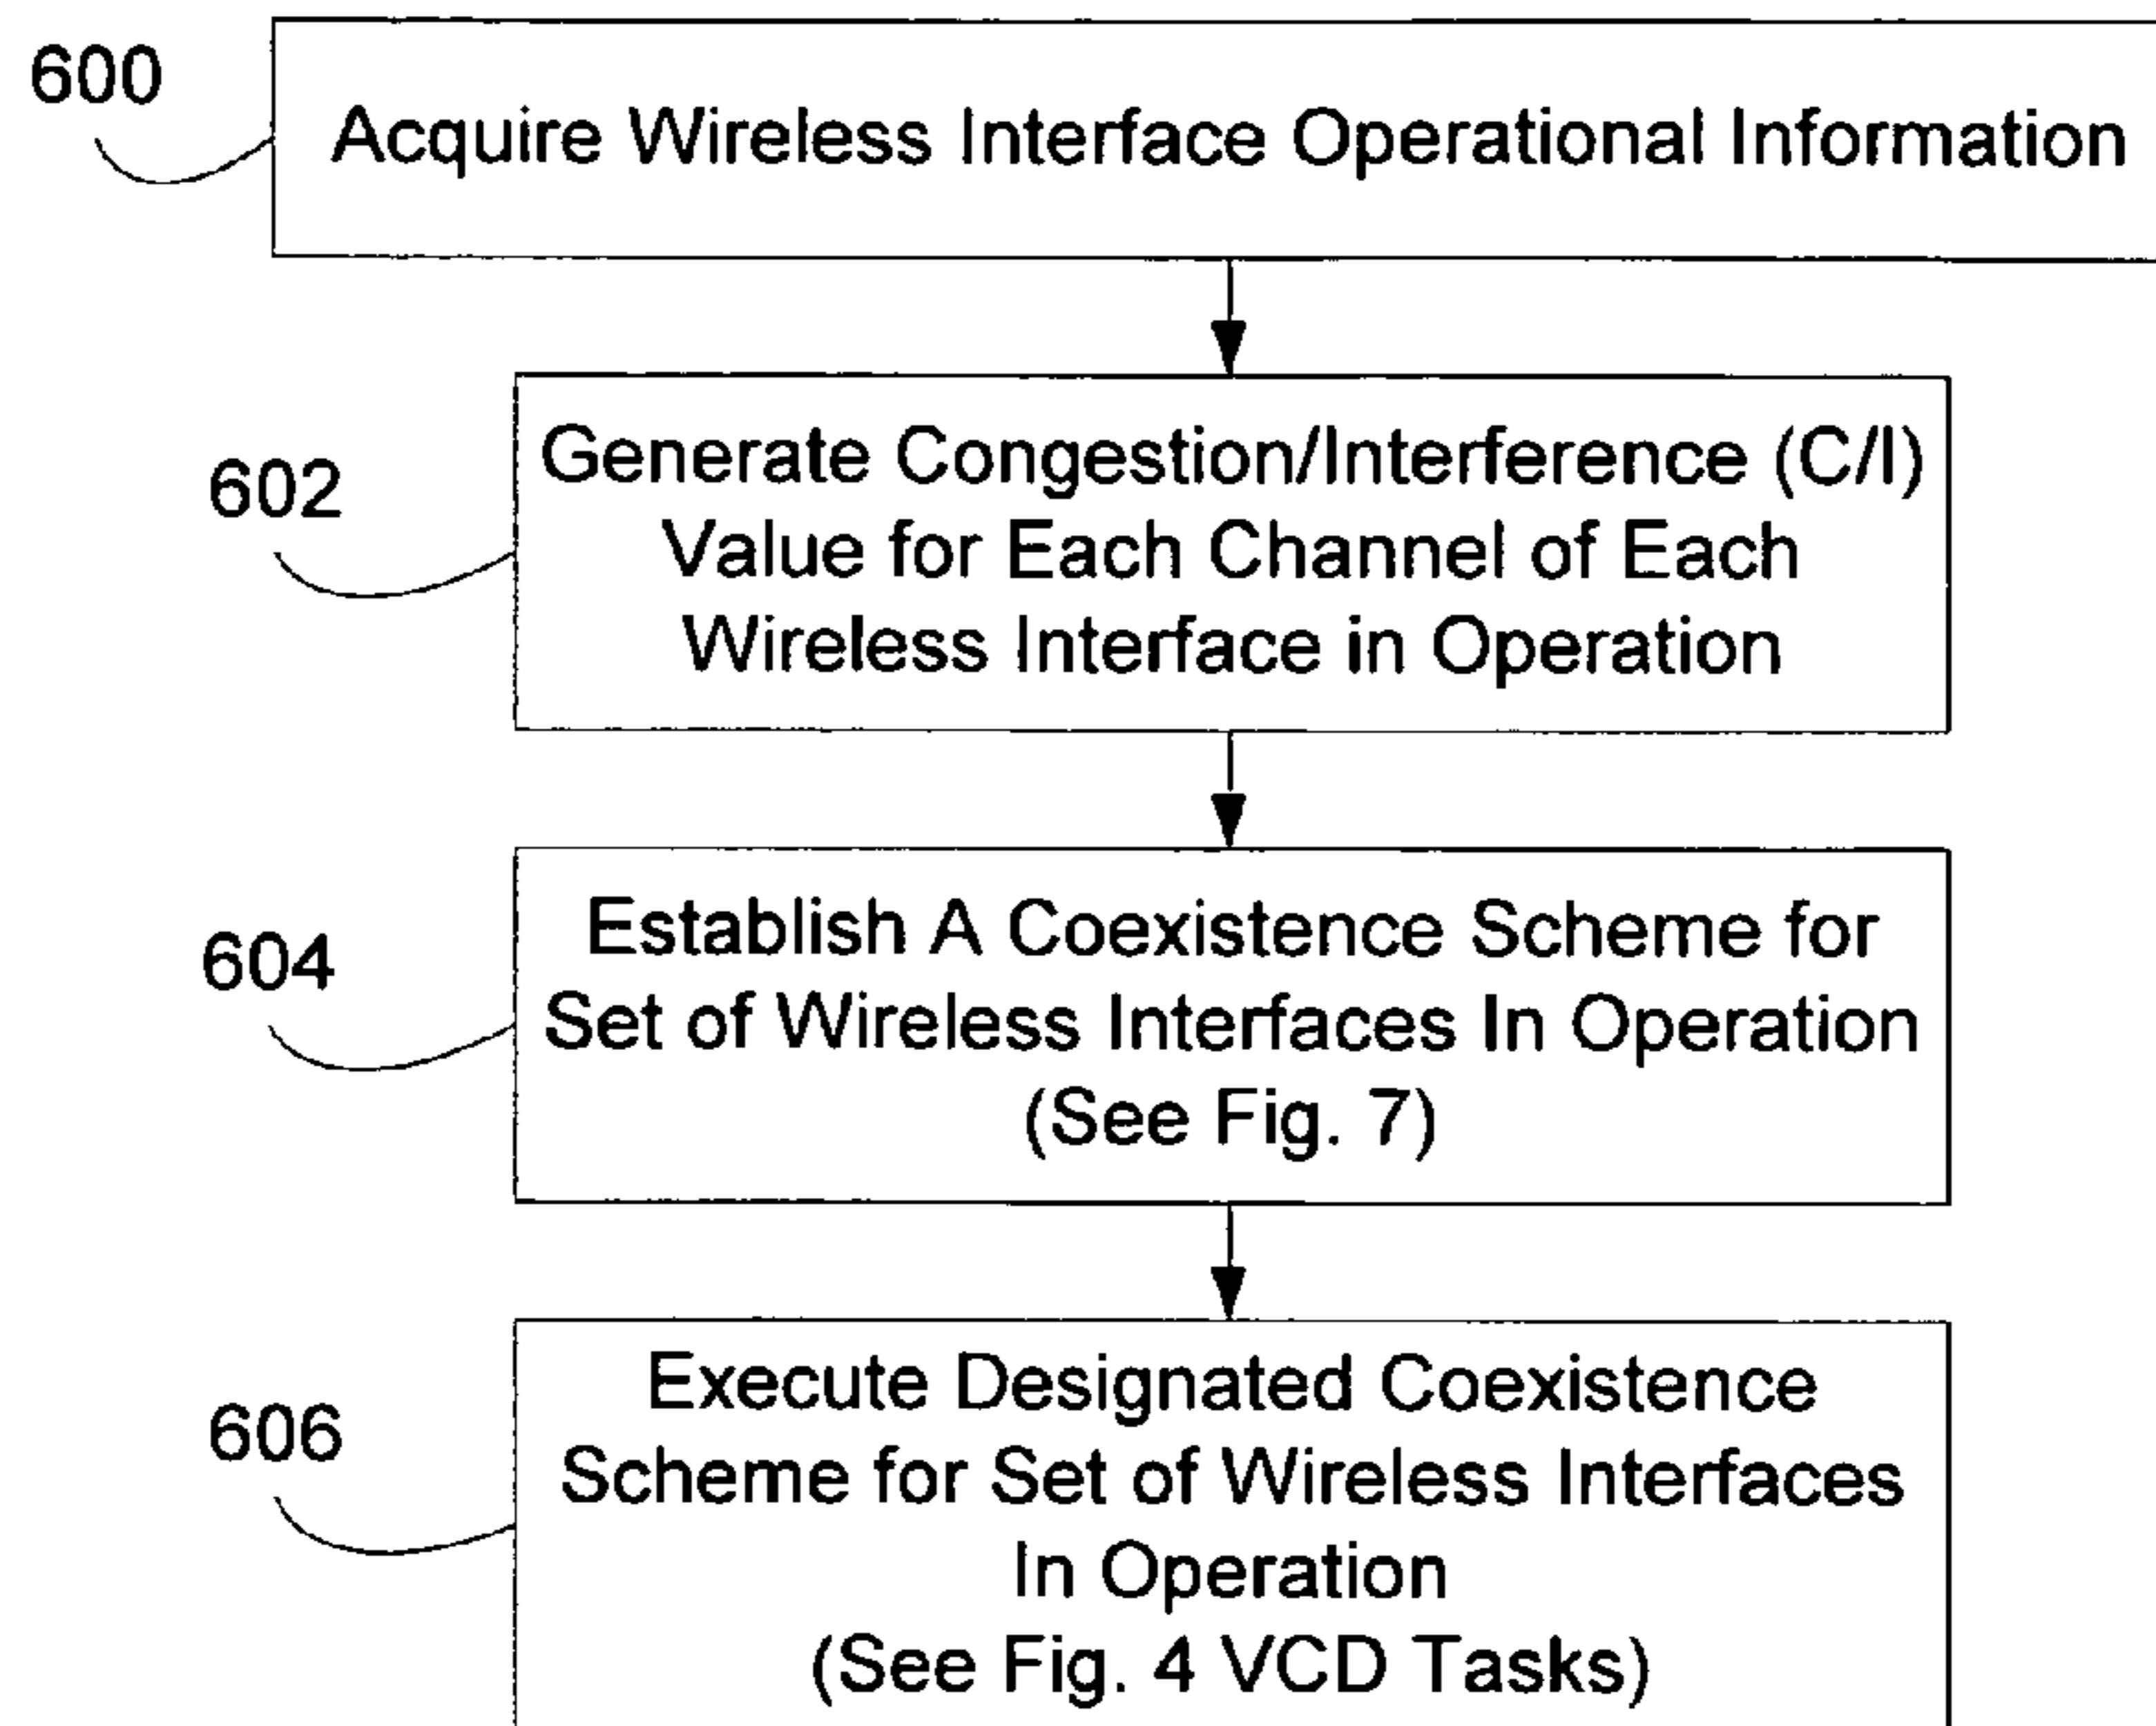 600
Acquire Wireless Interface Operational Information
602
Generate Congestion/Interference (C/I)
Value for Each Channel of Each
Wireless Interface in Operation
604
Establish A Coexistence Scheme for
Set of Wireless Interfaces In Operation
(See Fig. 7)
606
Execute Designated Coexistence
Scheme for Set of Wireless Interfaces
In Operation
(See Fig. 4 VCD Tasks)